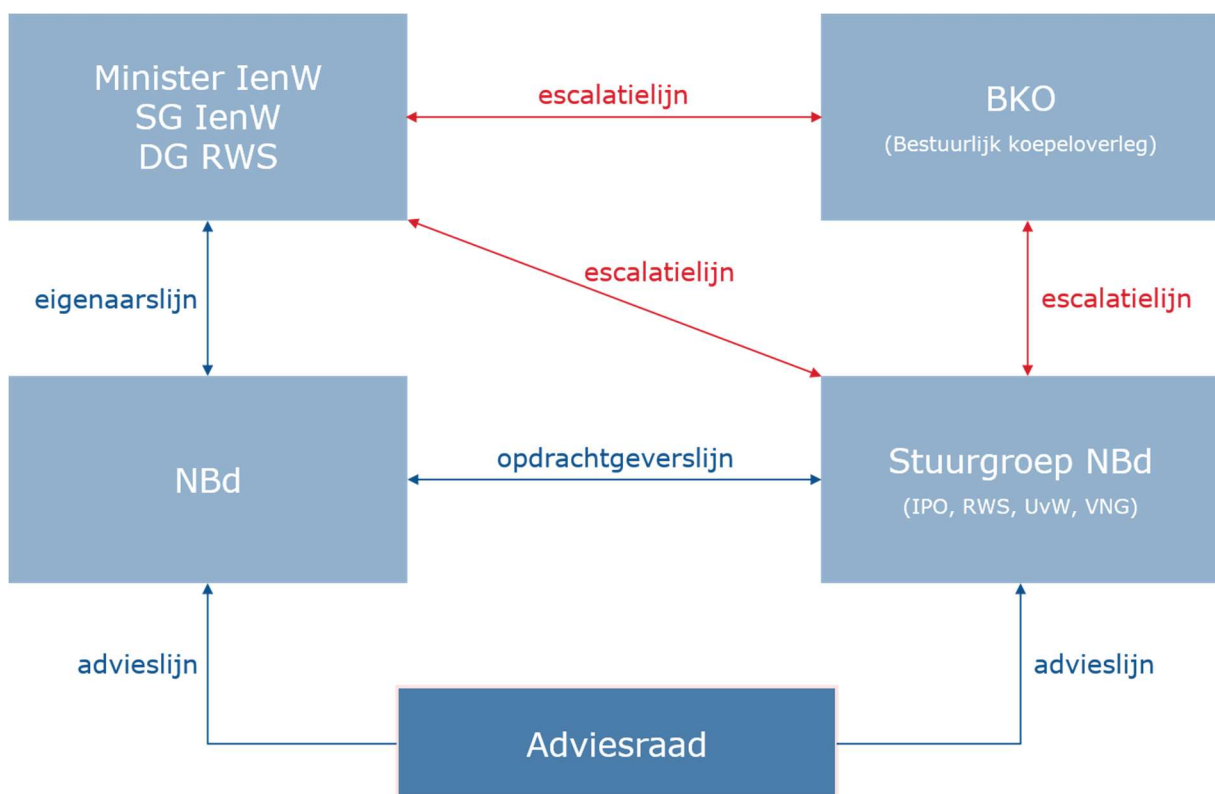 Minister IenW
SG IenW
DG RWS
escalatielijn
BKO
(Bestuurlijk koepeloverleg)
escalatielijn
eigenaarslijn
escalatielijn
NBd
opdrachtgeverslijn
Stuurgroep NBd
(IPO, RWS, UvW, VNG)
advieslijn
advieslijn
Adviesraad